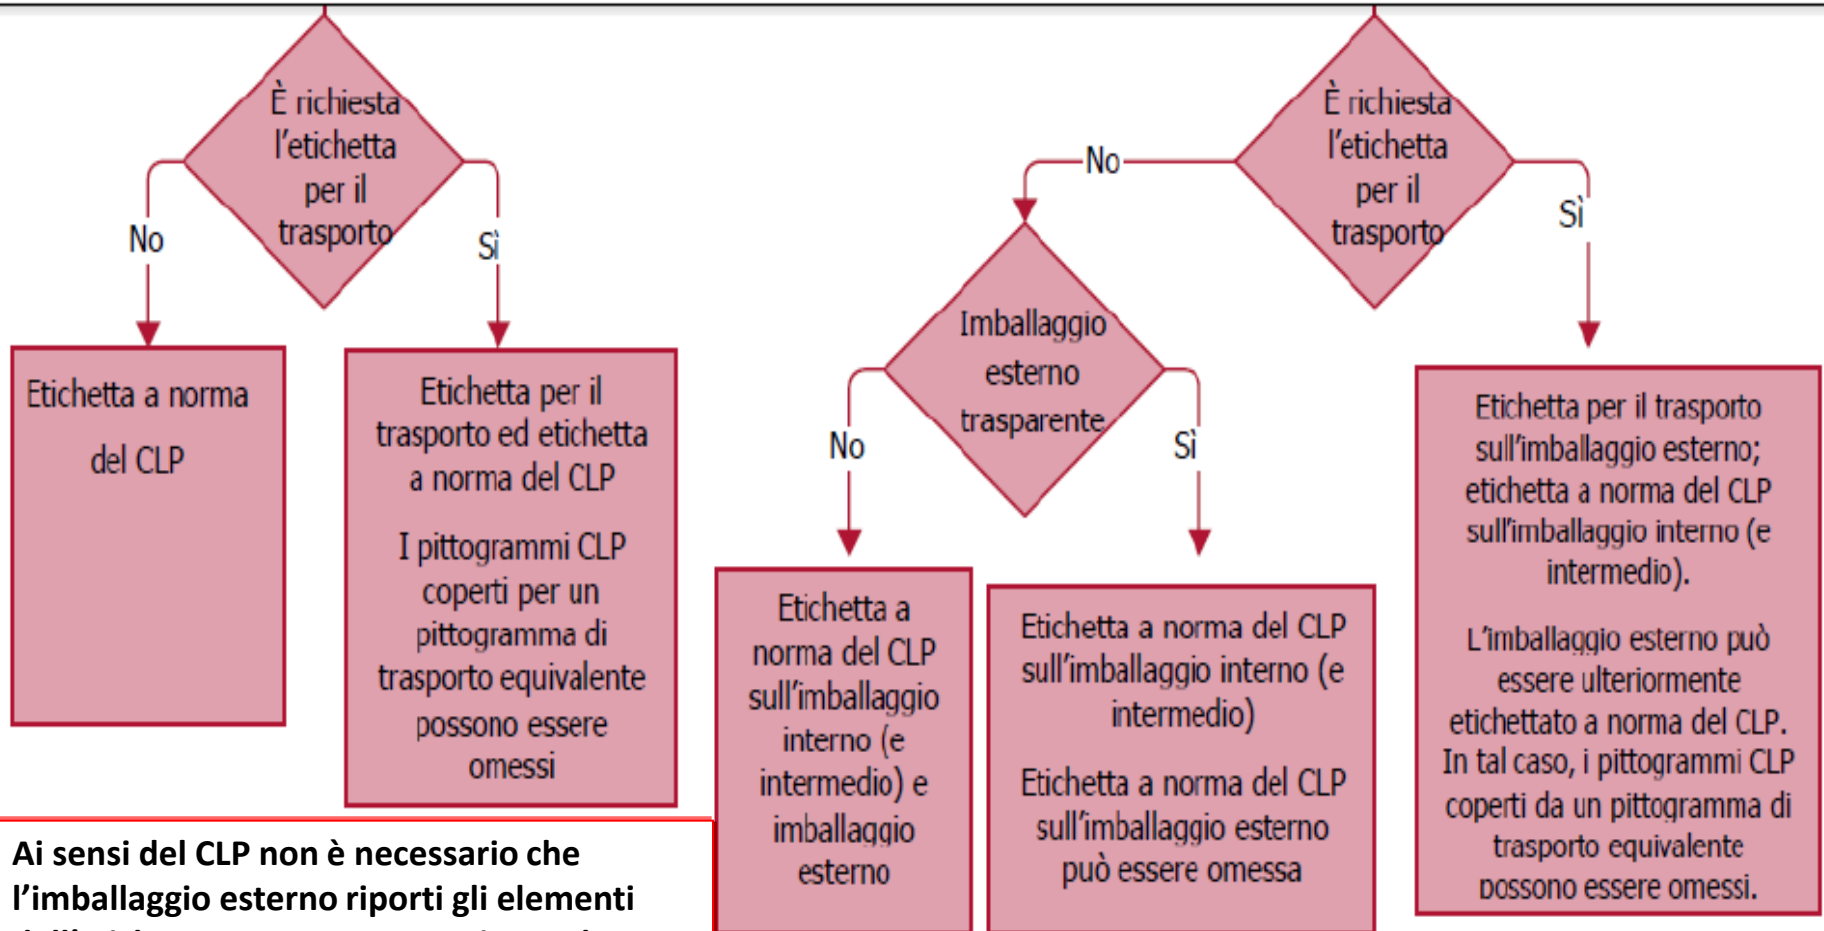 È richiesta
l'etichetta
per il
trasporto
No
Sì
Etichetta a norma
del CLP
Etichetta per il
trasporto ed etichetta
a norma del CLP
I pittogrammi CLP
coperti per un
pittogramma di
trasporto equivalente
possono essere
omessi
È richiesta
l'etichetta
per il
trasporto
No
Sì
Imballaggio
esterno
trasparente
No
Sì
Etichetta a
norma del CLP
sull'imballaggio
interno (e
intermedio) e
imballaggio
esterno
Etichetta a norma del CLP
sull'imballaggio interno (e
intermedio)
Etichetta a norma del CLP
sull'imballaggio esterno
può essere omessa
Etichetta per il trasporto
sull'imballaggio esterno;
etichetta a norma del CLP
sull'imballaggio interno (e
intermedio).
L'imballaggio esterno può
essere ulteriormente
etichettato a norma del CLP.
In tal caso, i pittogrammi CLP
coperti da un pittogramma di
trasporto equivalente
possono essere omessi.
Ai sensi del CLP non è necessario che
l'imballaggio esterno riporti gli elementi